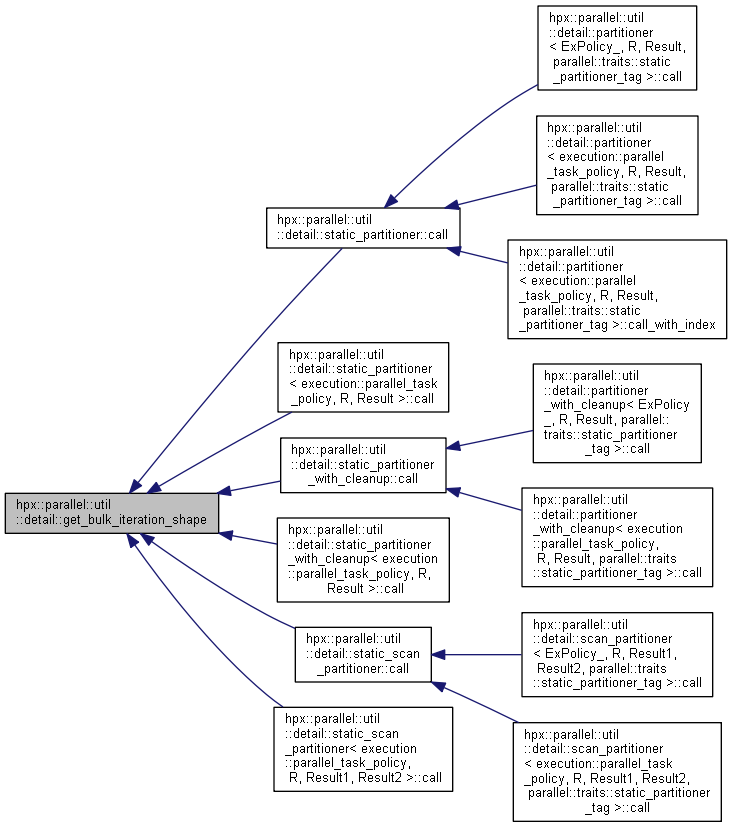 hpx::parallel::util
::detail::partitioner
< ExPolicy_, R, Result,
parallel::traits::static
_partitioner_tag >::call
hpx::parallel::util
::detail::partitioner
< execution::parallel
_task_policy, R, Result,
parallel::traits::static
_partitioner_tag >::call
hpx::parallel::util
::detail::static_partitioner::call
hpx::parallel::util
::detail::partitioner
< execution::parallel
_task_policy, R, Result,
parallel::traits::static
_partitioner_tag >::call_with_index
hpx::parallel::util
::detail::static_partitioner
< execution::parallel_task
_policy, R, Result >::call
hpx::parallel::util
::detail::partitioner
_with_cleanup< ExPolicy
_, R, Result, parallel::
traits::static_partitioner
_tag >::call
hpx::parallel::util
::detail::static_partitioner
_with_cleanup::call
hpx::parallel::util
::detail::get_bulk_iteration_shape
hpx::parallel::util
::detail::partitioner
_with_cleanup< execution
::parallel_task_policy,
R, Result, parallel::traits
::static_partitioner_tag >::call
hpx::parallel::util
::detail::static_partitioner
_with_cleanup< execution
::parallel_task_policy, R,
Result >::call
hpx::parallel::util
::detail::static_scan
_partitioner::call
hpx::parallel::util
::detail::scan_partitioner
< ExPolicy_, R, Result1,
Result2, parallel::traits
::static_partitioner_tag >::call
hpx::parallel::util
::detail::static_scan
_partitioner< execution
::parallel_task_policy,
R, Result1, Result2 >::call
hpx::parallel::util
::detail::scan_partitioner
< execution::parallel_task
_policy, R, Result1, Result2,
parallel::traits::static_partitioner
_tag >::call